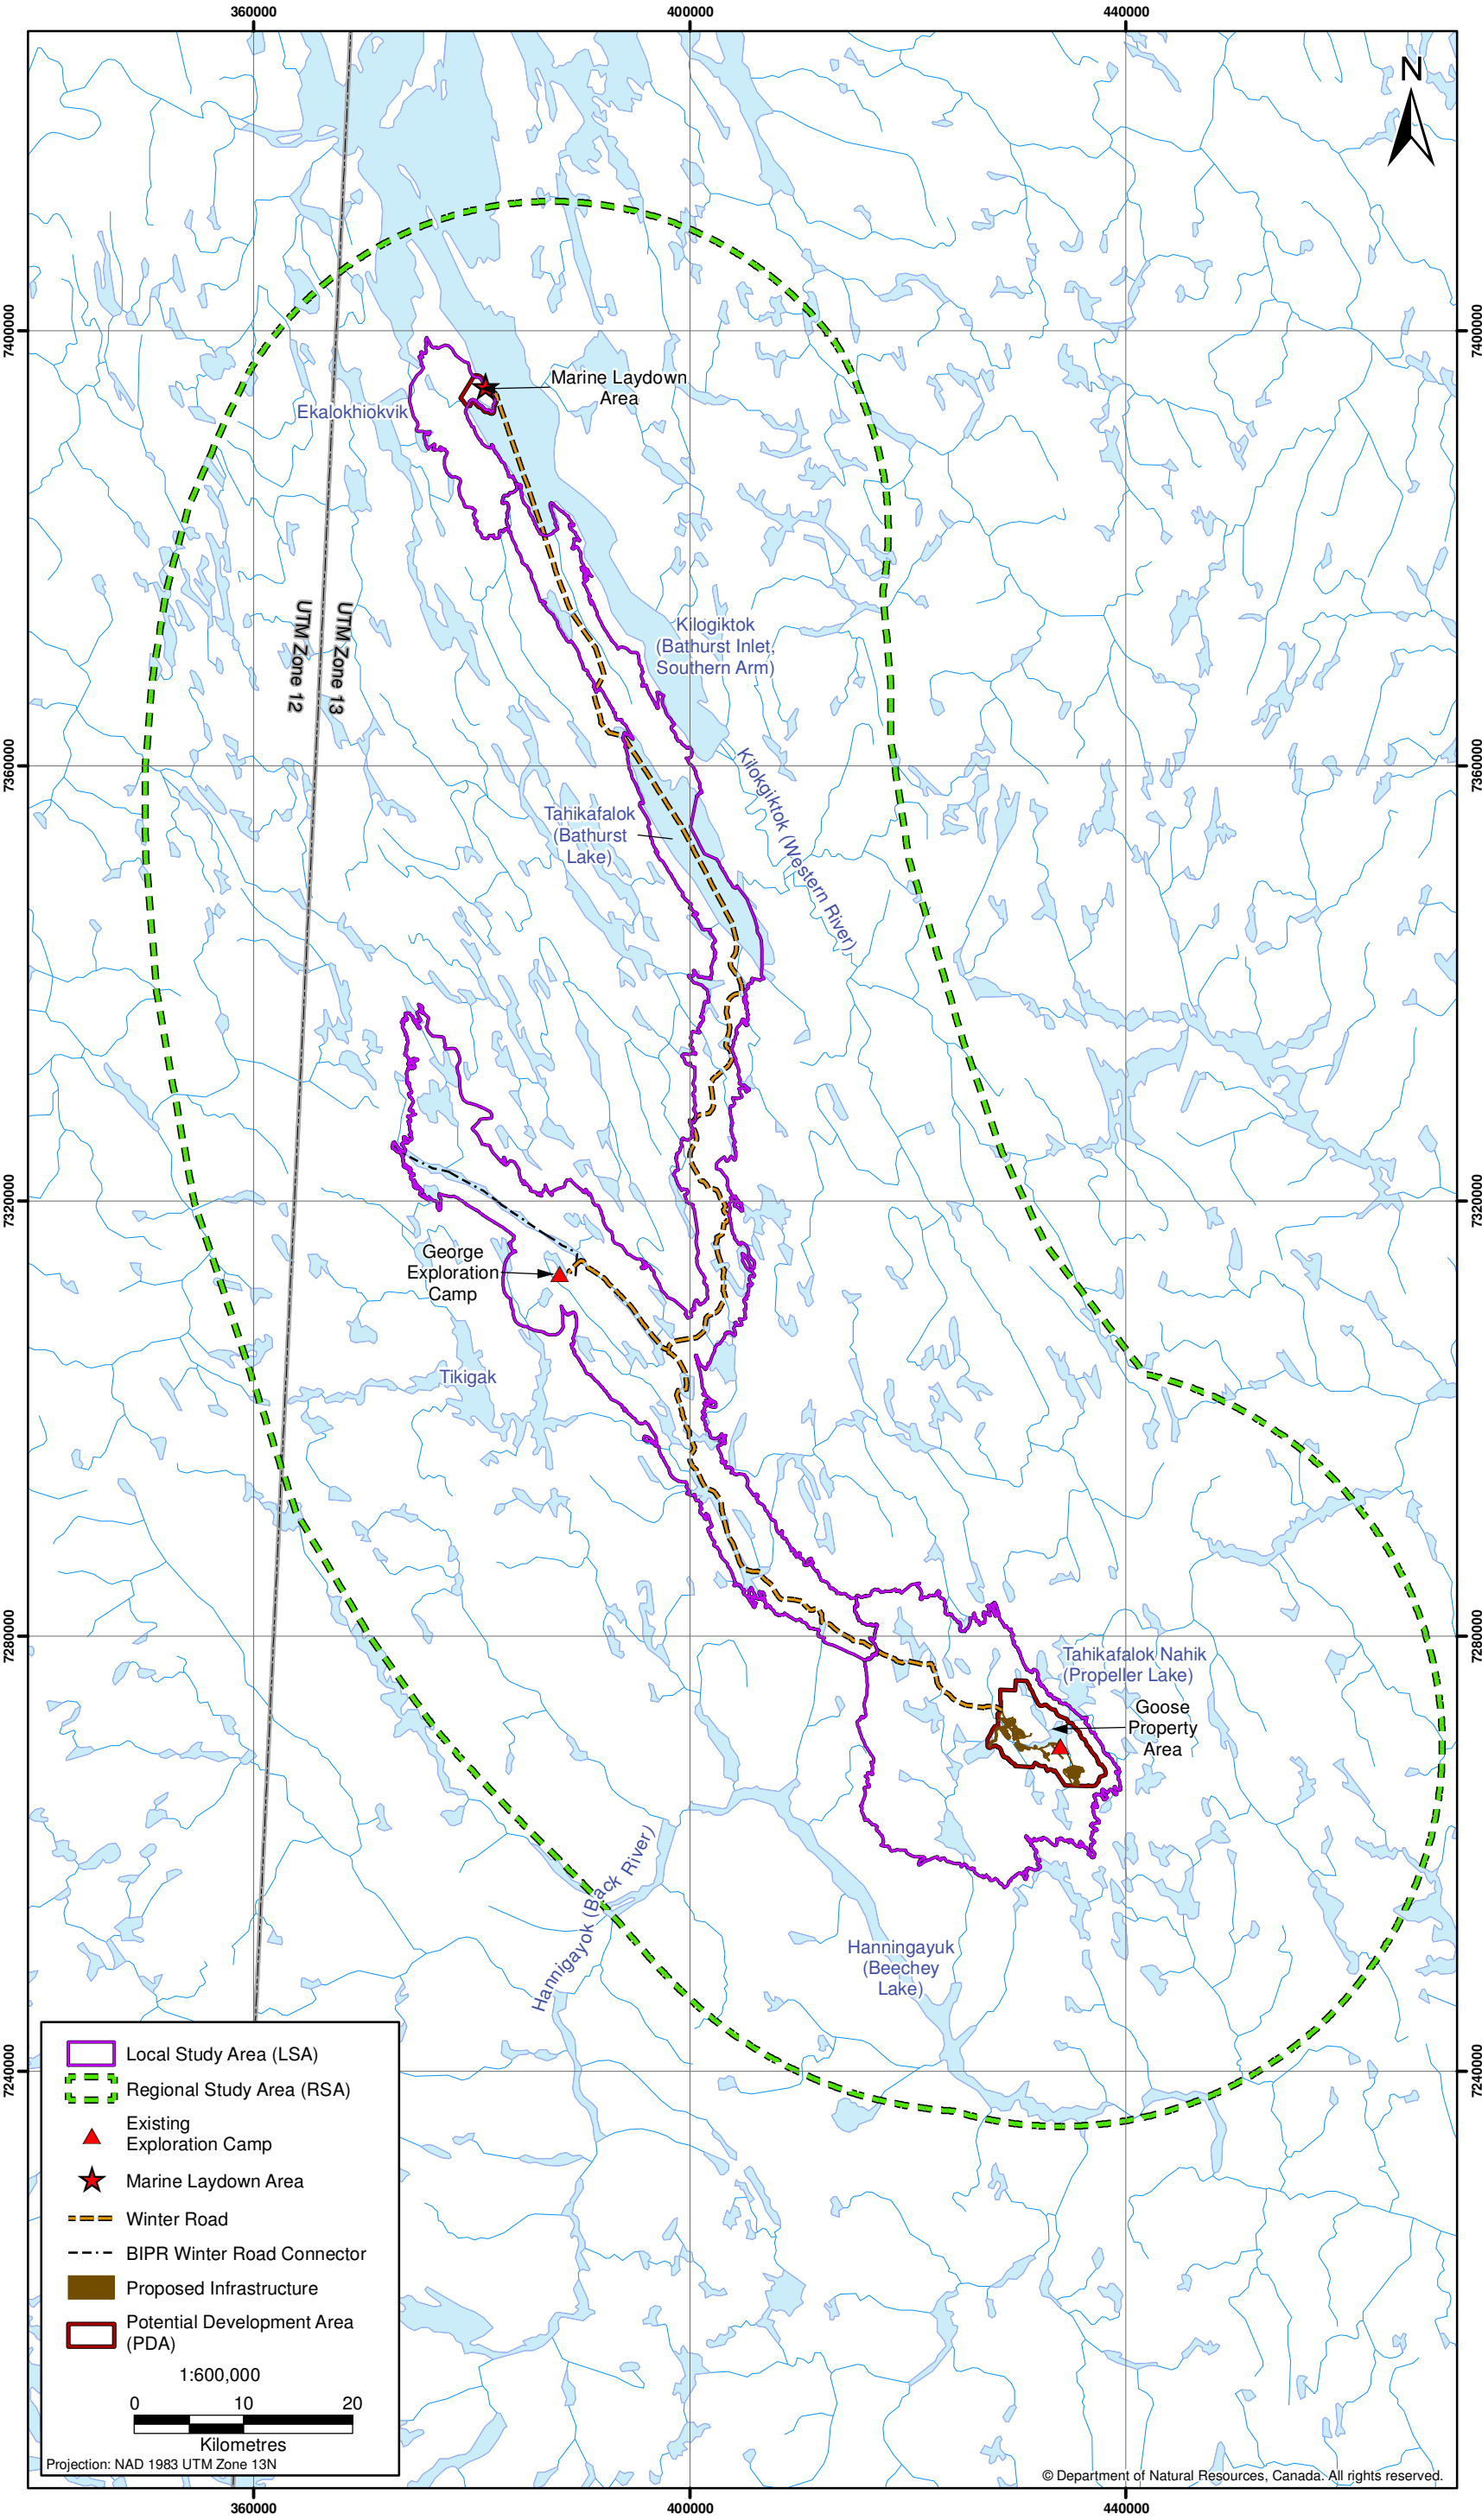 360000
400000
440000
N
7400000
7400000
Marine Laydown
Area
Ekalokhiokvik
UTM Zone 12
UTM Zone 13
Kilogiktok
(Bathurst Inlet,
Southern Arm)
7360000
7360000
Kilokgiktok (Western River)
Tahikafalok
(Bathurst
Lake)
7320000
7320000
George
Exploration
Camp
Tikigak
7280000
7280000
Tahikafalok Nahik
(Propeller Lake)
Goose
Property
Area
Hannigayok (Back River)
Hanningayuk
(Beechey
Lake)
7240000
7240000
Local Study Area (LSA)
Regional Study Area (RSA)
Existing
Exploration Camp
Marine Laydown Area
Winter Road
BIPR Winter Road Connector
Proposed Infrastructure
Potential Development Area
(PDA)
1:600,000
0 10 20
Kilometres
Projection: NAD 1983 UTM Zone 13N
© Department of Natural Resources, Canada. All rights reserved.
360000
400000
440000